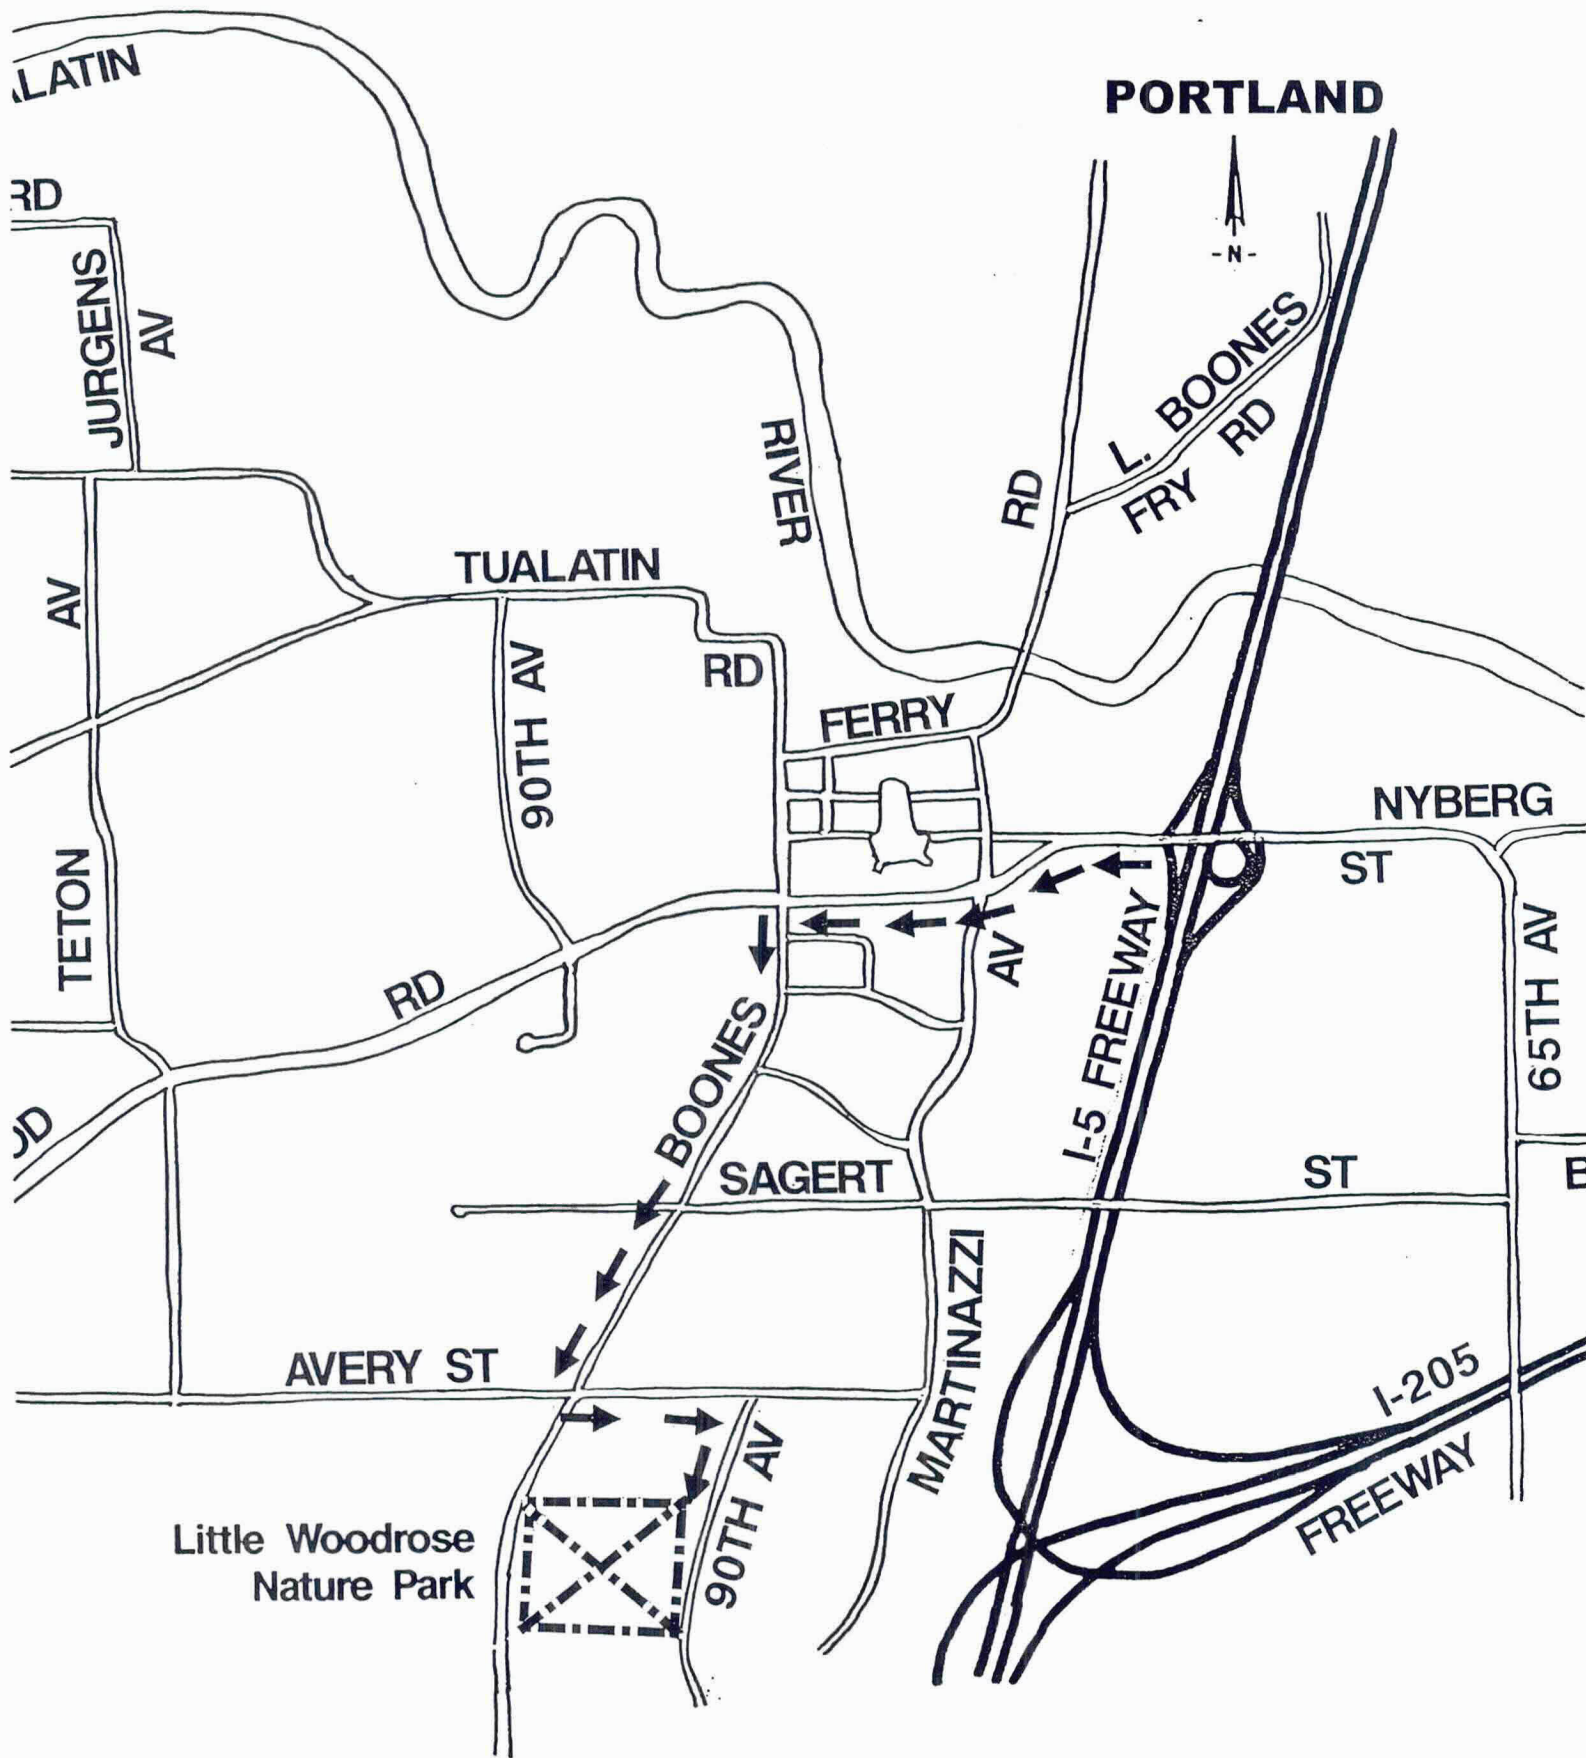 PORTLAND
-N-
LATIN
RD
JURGENS
AV
L. BOONES
FRY RD
RIVER
RD
TUALATIN
RD
AV
90TH AV
FERRY
NYBERG
ST
TETON
RD
AV
I-5 FREEWAY
65TH AV
BOONES
SAGERT
ST
MARTINAZZI
AVERY ST
I-205
FREEWAY
90TH AV
Little Woodrose
Nature Park